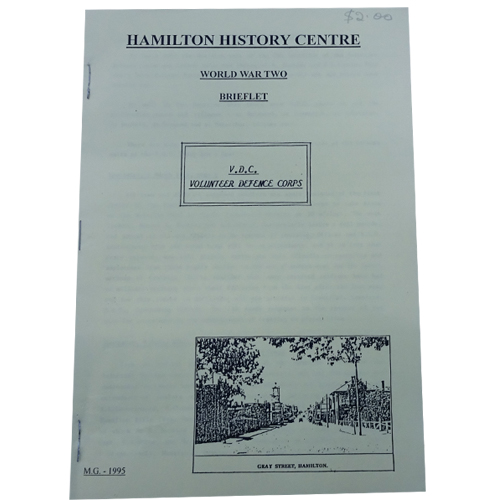 $2.00
HAMILTON HISTORY CENTRE
WORLD WAR TWO
BRIEFLET
V.D.C.
VOLUNTEER DEFENCE CORPS
GRAY STREET, HAMILTON.
M.G. - 1995